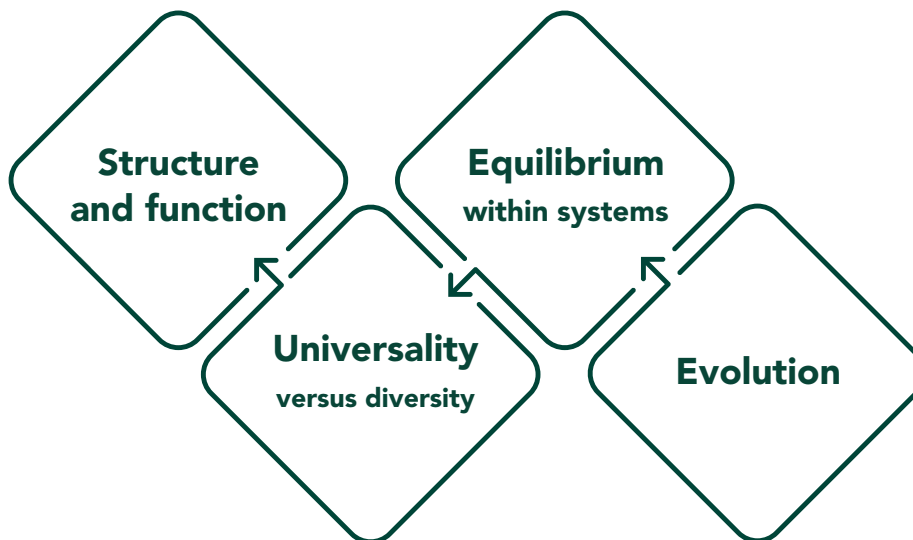 Structure
and function
Universality
versus diversity
Equilibrium
within systems
Evolution